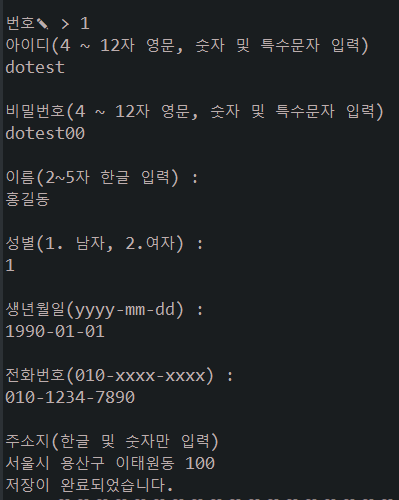 번호✎ > 1
아이디(4 ~ 12자 영문, 숫자 및 특수문자 입력)
dotest
비밀번호(4 ~ 12자 영문, 숫자 및 특수문자 입력)
dotest00
이름(2~5자 한글 입력) :
홍길동
성별(1. 남자, 2.여자) :
1
생년월일(yyyy-mm-dd) :
1990-01-01
전화번호(010-xxxx-xxxx) :
010-1234-7890
주소지(한글 및 숫자만 입력)
서울시 용산구 이태원동 100
저장이 완료되었습니다.